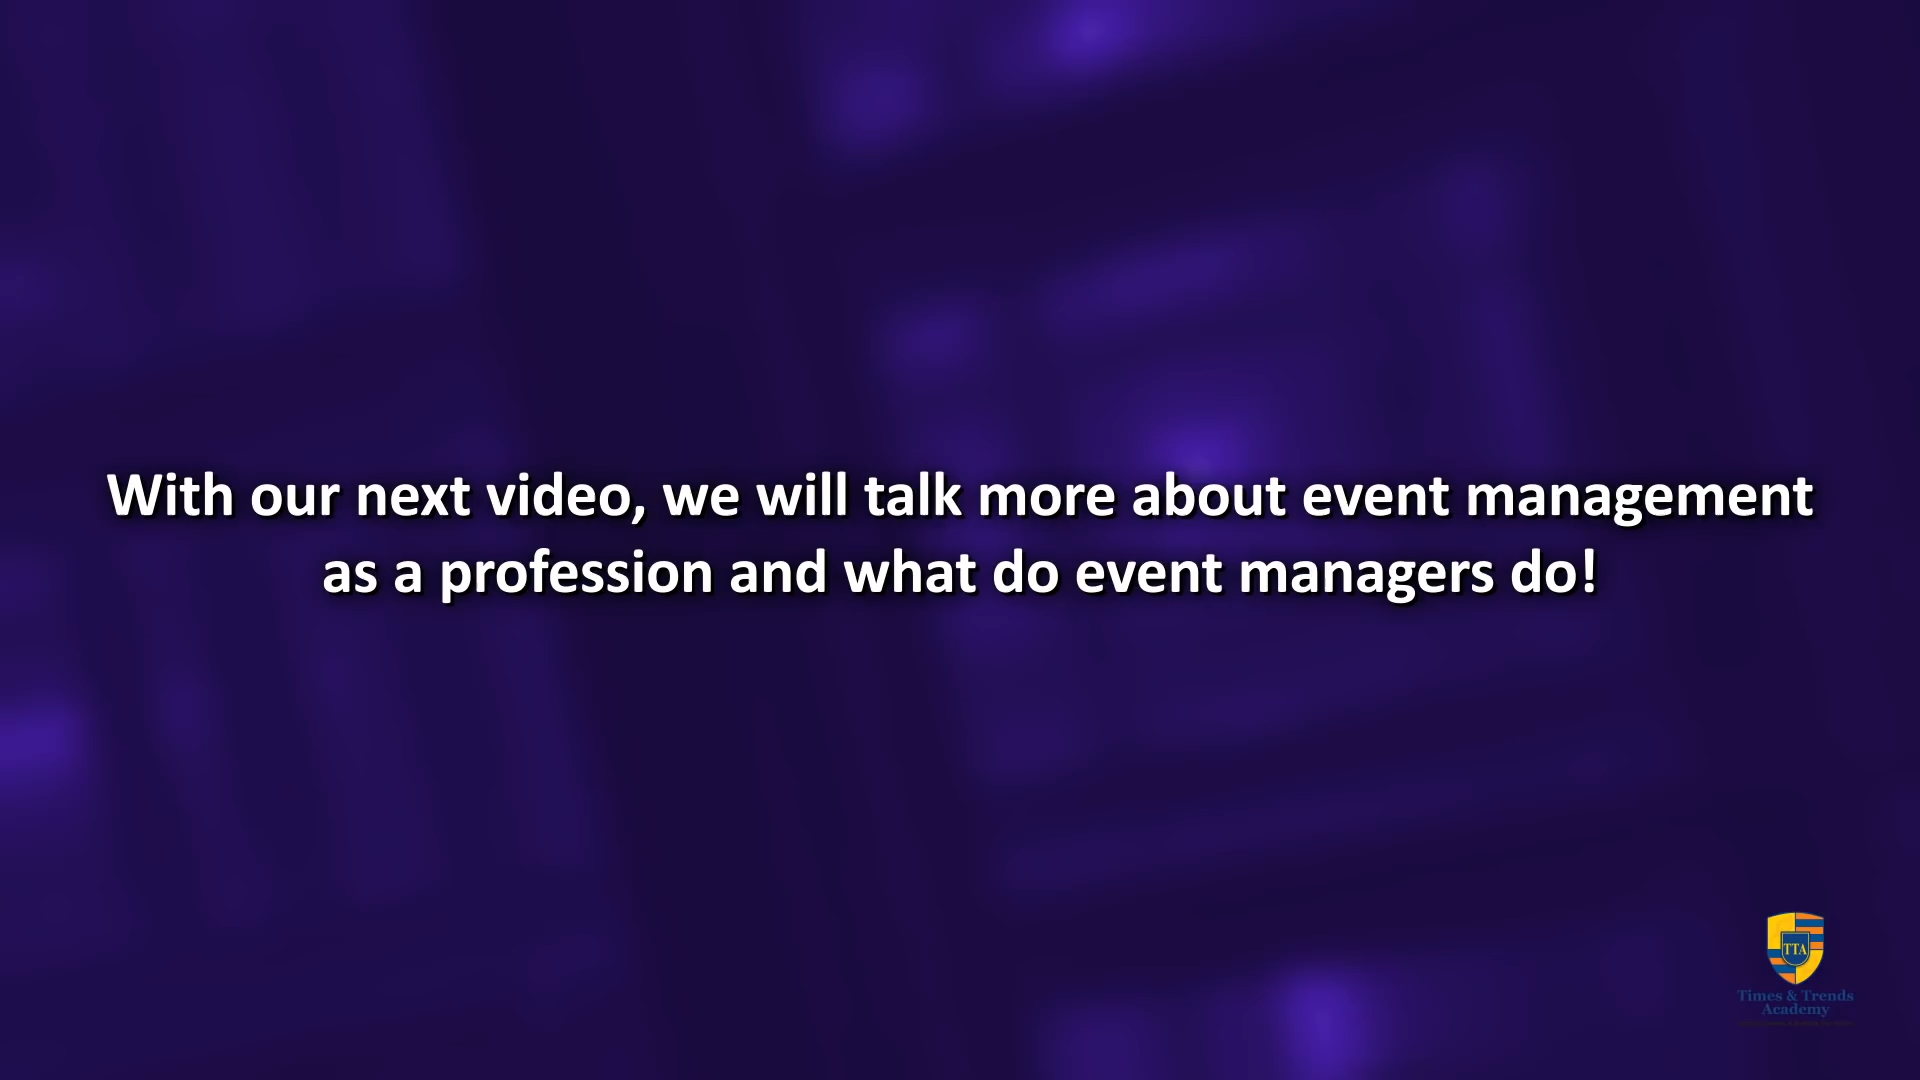 With our next video, we will talk more about event management
as a profession and what do event managers do!
TTA
Times & Trends
Academy